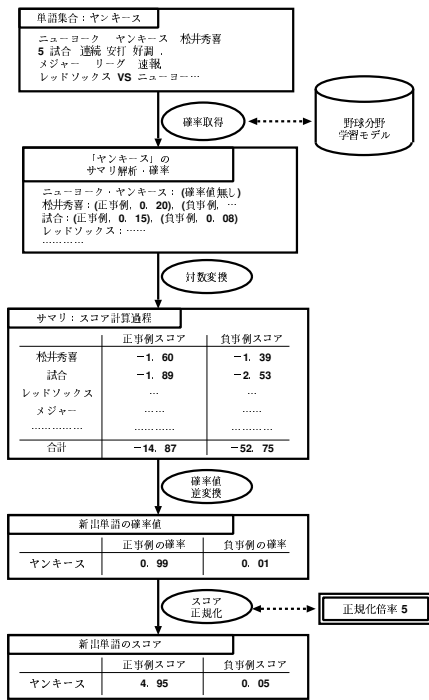 単語集合：ヤンキース
ニューヨーク ヤンキース 松井秀喜
5 試合 連続 安打 好調．
メジャー リーグ 速報，
レッドソックス VS ニューヨー…
確率取得
野球分野
学習モデル
「ヤンキース」の
サマリ解析・確率
ニューヨーク・ヤンキース：（確率値無し）
松井秀喜：（正事例，0．20），（負事例，…
試合：（正事例，0．15），（負事例，0．08）
レッドソックス：……
…………
対数変換
サマリ：スコア計算過程
正事例スコア 負事例スコア
松井秀喜 －1．60 －1．39
試合 －1．89 －2．53
レッドソックス … …
メジャー …… ……
…………… ………… …………
合計 －14．87 －52．75
確率値
逆変換
新出単語の確率値
正事例の確率 負事例の確率
ヤンキース 0．99 0．01
スコア
正規化
正規化倍率 5
新出単語のスコア
正事例スコア 負事例スコア
ヤンキース 4．95 0．05